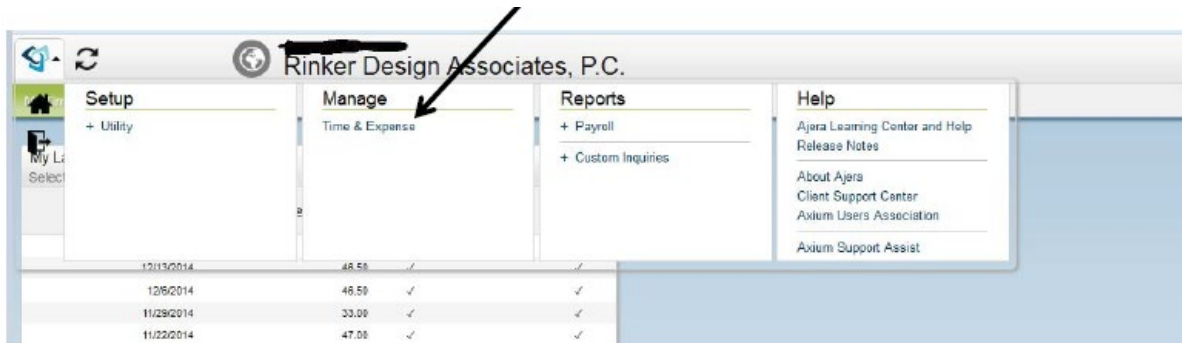 Rinker Design Associates, P.C.
Setup
+ Utility
Manage
Time & Expense
Reports
+ Payroll
+ Custom Inquiries
Help
Ajera Learning Center and Help
Release Notes
About Ajera
Client Support Center
Axium Users Association
Axium Support Assist
My La
Select
12/13/2014 46.50 ✓ ✓
12/6/2014 46.50 ✓ ✓
11/29/2014 33.00 ✓ ✓
11/22/2014 47.00 ✓ ✓